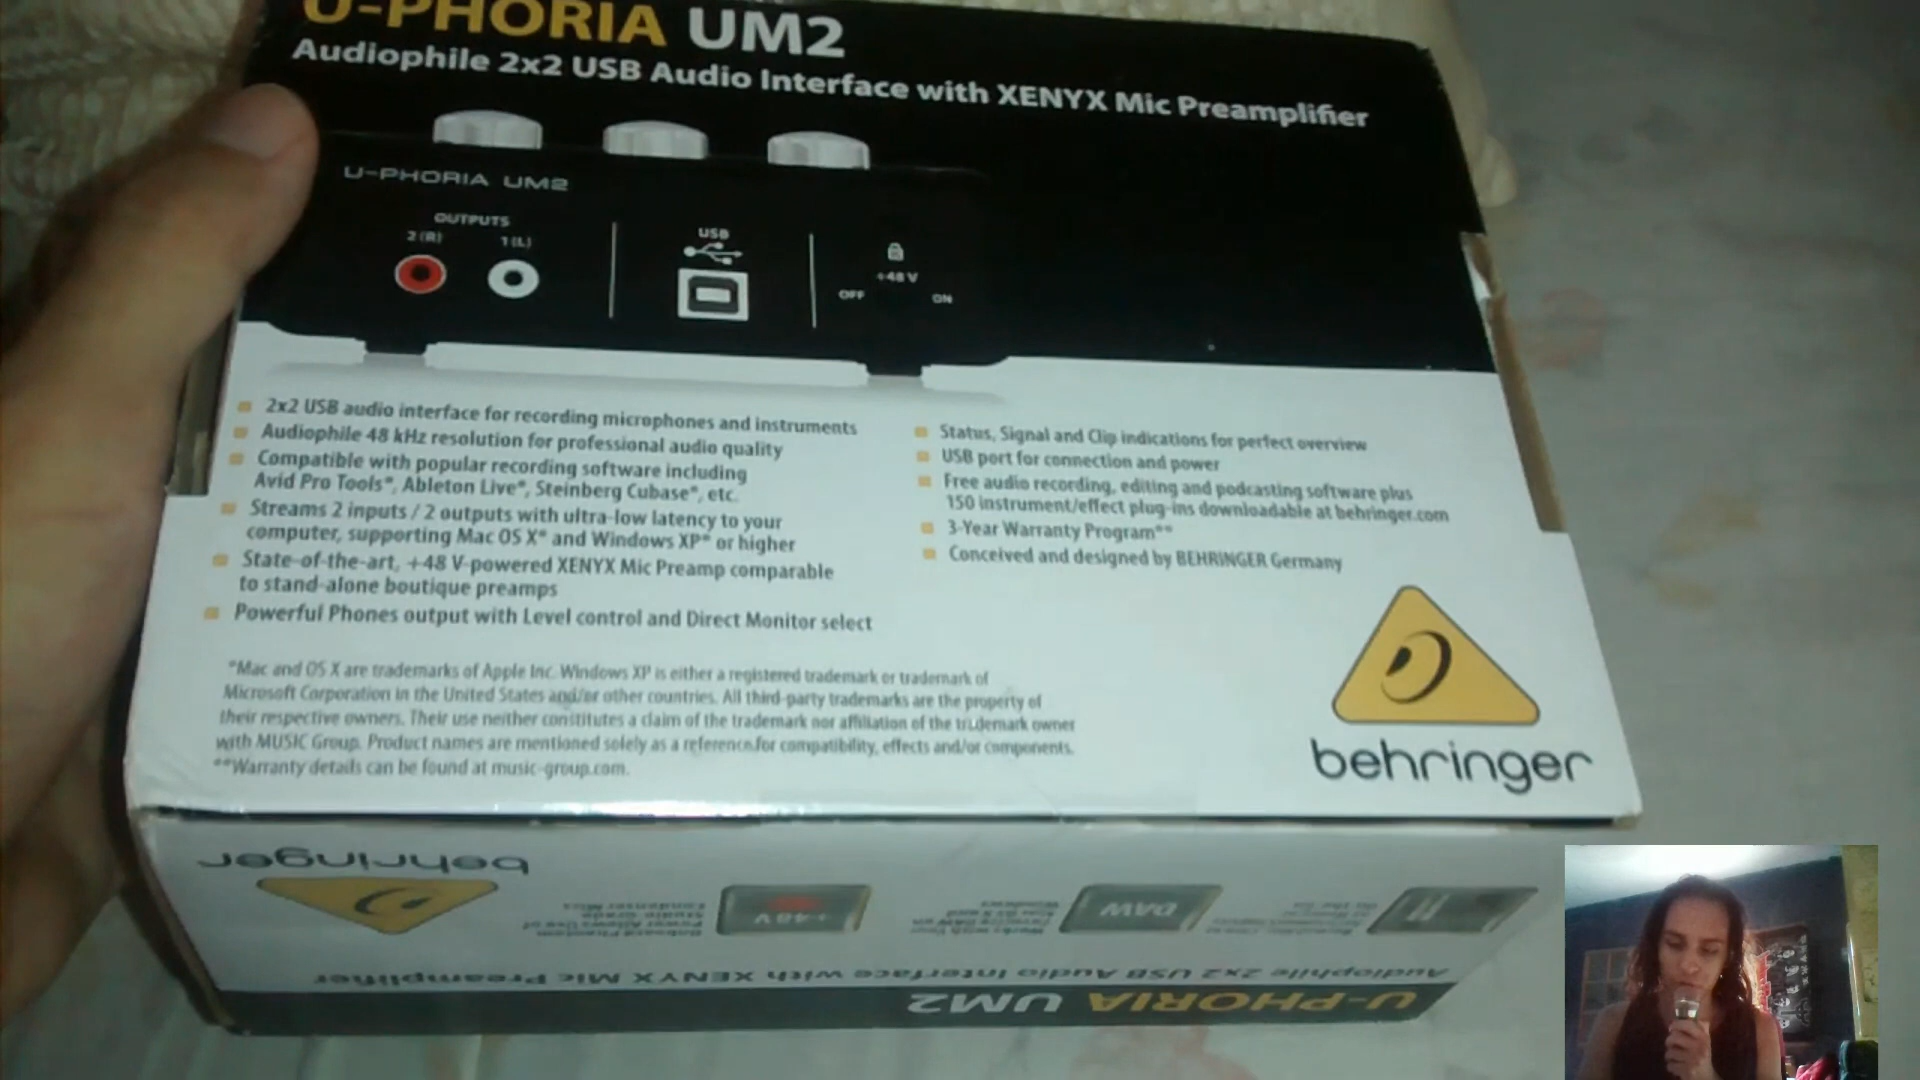 U-PHORIA UM2
Audiophile 2x2 USB Audio Interface with XENYX Mic Preamplifier
U-PHORIA UM2
OUTPUTS
2 (R) 1 (L)
USB
+48 V
OFF ON
2x2 USB audio interface for recording microphones and instruments
Audiophile 48 kHz resolution for professional audio quality
Compatible with popular recording software including
Avid Pro Tools*, Ableton Live*, Steinberg Cubase*, etc.
Streams 2 inputs / 2 outputs with ultra-low latency to your
computer, supporting Mac OS X* and Windows XP* or higher
State-of-the-art, +48 V-powered XENYX Mic Preamp comparable
to stand-alone boutique preamps
Powerful Phones output with Level control and Direct Monitor select
Status, Signal and Clip indications for perfect overview
USB port for connection and power
Free audio recording, editing and podcasting software plus
150 instrument/effect plug-ins downloadable at behringer.com
3-Year Warranty Program**
Conceived and designed by BEHRINGER Germany
*Mac and OS X are trademarks of Apple Inc. Windows XP is either a registered trademark or trademark of
Microsoft Corporation in the United States and/or other countries. All third-party trademarks are the property of
their respective owners. Their use neither constitutes a claim of the trademark nor affiliation of the trademark owner
with MUSIC Group. Product names are mentioned solely as a reference for compatibility, effects and/or components.
**Warranty details can be found at music-group.com.
behringer
behringer
+48V
DAW
Audiophile 2x2 USB Audio Interface with XENYX Mic Preamplifier
U-PHORIA UM2